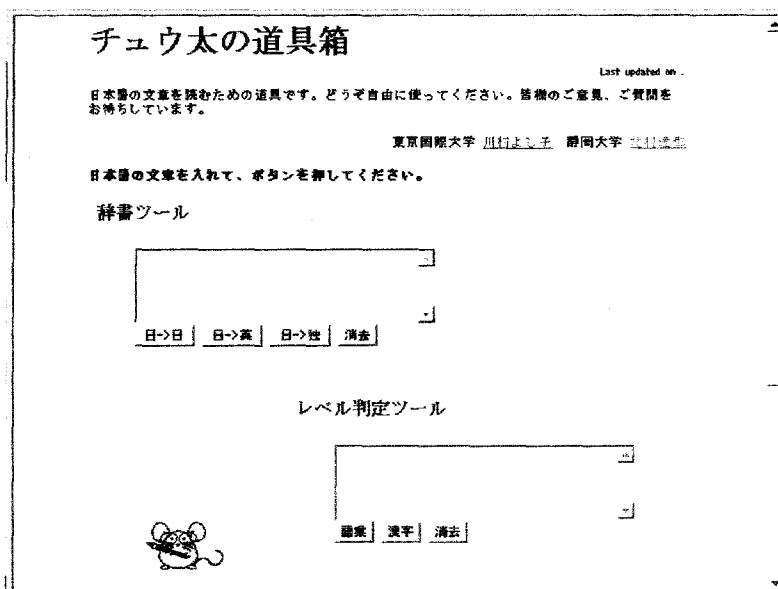 チュウ太の道具箱
Last updated on .
日本語の文章を読むための道具です。どうぞ自由に使ってください。皆様のご意見、ご質問を
お待ちしています。
東京国際大学 川村よし子 静岡大学
日本語の文章を入れて、ボタンを押してください。
辞書ツール
日->日 日->英 日->独 消去
レベル判定ツール
語彙 漢字 消去